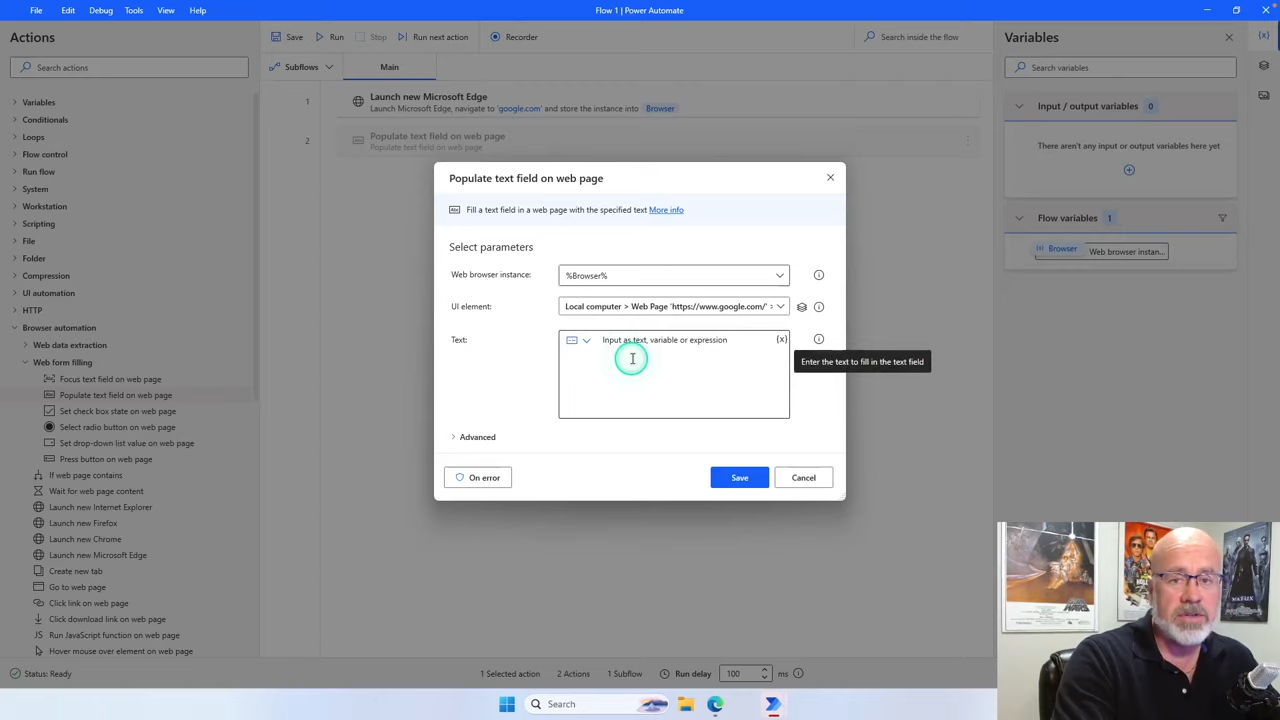 File Edit Debug Tools View Help
Flow 1 | Power Automate
Actions
Search actions
Variables
Conditionals
Loops
Flow control
Run flow
System
Workstation
Scripting
File
Folder
Compression
UI automation
HTTP
Browser automation
Web data extraction
Web form filling
Focus text field on web page
Populate text field on web page
Set check box state on web page
Select radio button on web page
Set drop-down list value on web page
Press button on web page
If web page contains
Wait for web page content
Launch new Internet Explorer
Launch new Firefox
Launch new Chrome
Launch new Microsoft Edge
Create new tab
Go to web page
Click link on web page
Click download link on web page
Run JavaScript function on web page
Hover mouse over element on web page
Save Run Stop Run next action Recorder
Search inside the flow
Subflows Main
1
Launch new Microsoft Edge
Launch new Microsoft Edge, navigate to 'google.com' and store the instance into Browser
2
Populate text field on web page
Populate text field on web page
Populate text field on web page
Abc
Fill a text field in a web page with the specified text More info
Select parameters
Web browser instance: %Browser%
UI element: Local computer > Web Page 'https://www.google.com/' >
Text: Input as text, variable or expression {x}
Enter the text to fill in the text field
Advanced
On error Save Cancel
Variables
{x}
Search variables
Input / output variables 0
There aren't any input or output variables here yet
Flow variables 1
Browser Web browser instan...
Status: Ready 1 Selected action 2 Actions 1 Subflow Run delay 100 ms
Search
STAR
WARS
MATRIX